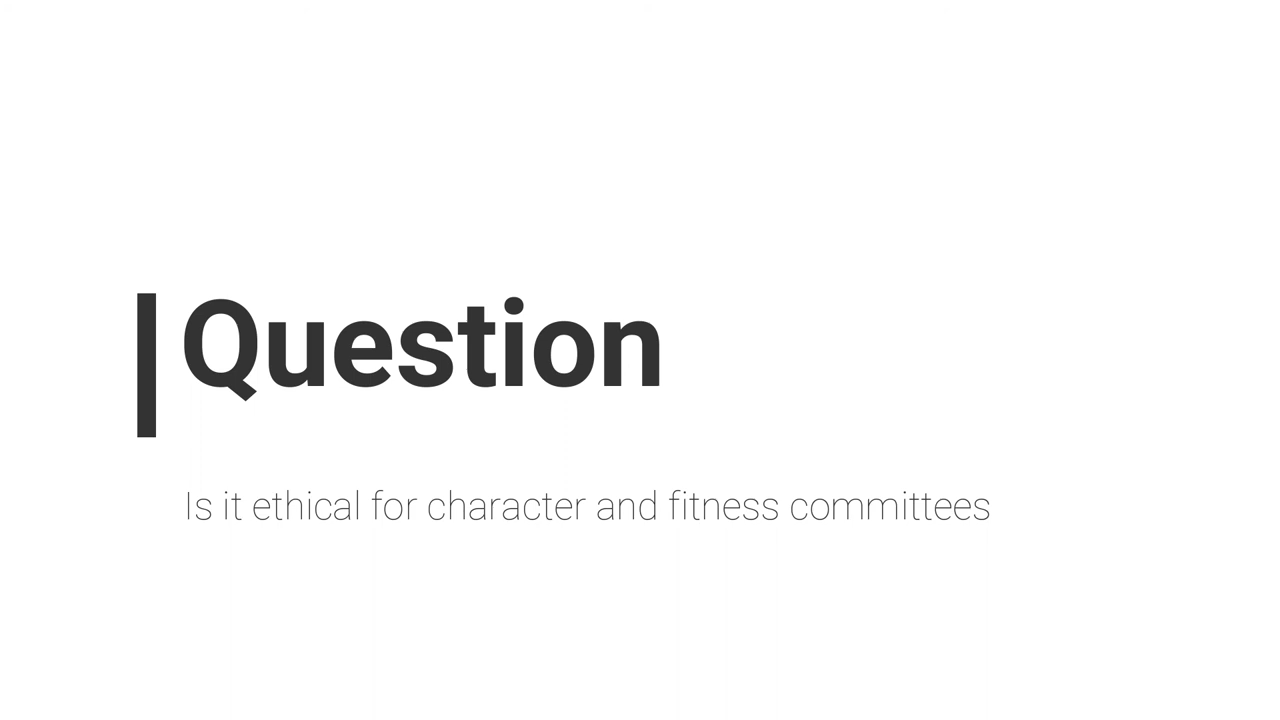 Question
Is it ethical for character and fitness committees